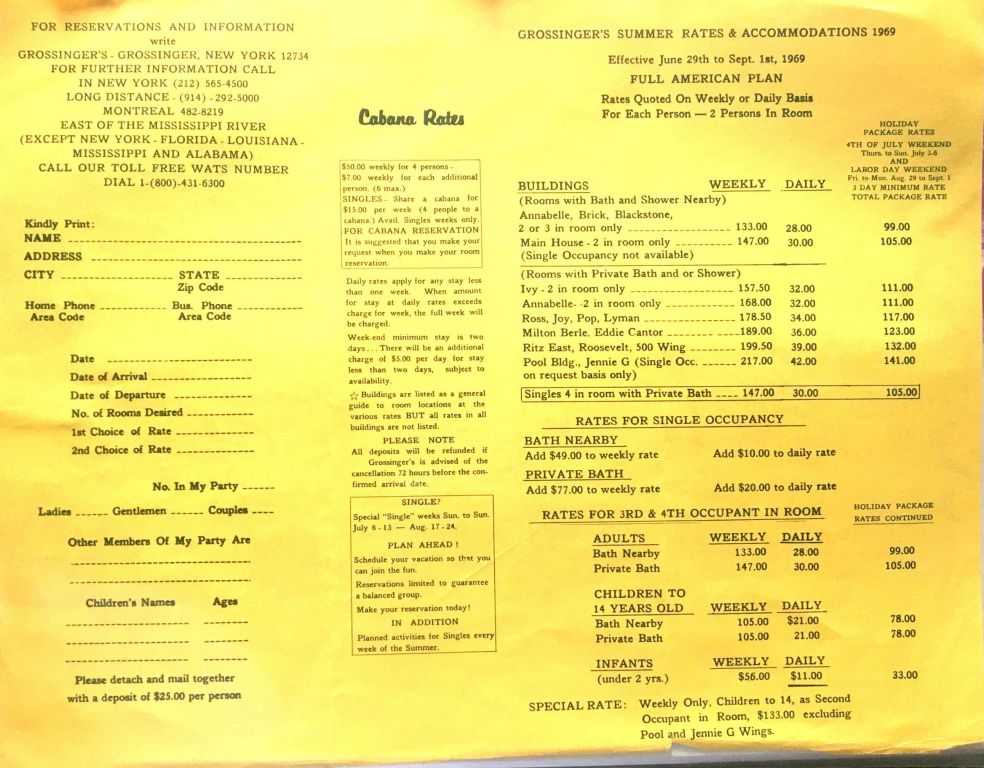 FOR RESERVATIONS AND INFORMATION
write
GROSSINGER'S - GROSSINGER, NEW YORK 12734
FOR FURTHER INFORMATION CALL
IN NEW YORK (212) 565-4500
LONG DISTANCE - (914) - 292-5000
MONTREAL 482-8219
EAST OF THE MISSISSIPPI RIVER
(EXCEPT NEW YORK - FLORIDA - LOUISIANA -
MISSISSIPPI AND ALABAMA)
CALL OUR TOLL FREE WATS NUMBER
DIAL 1-(800)-431-6300
Kindly Print:
NAME
ADDRESS
CITY STATE
Zip Code
Home Phone Bus. Phone
Area Code Area Code
Date
Date of Arrival
Date of Departure
No. of Rooms Desired
1st Choice of Rate
2nd Choice of Rate
No. In My Party
Ladies Gentlemen Couples
Other Members Of My Party Are
Children's Names Ages
Please detach and mail together
with a deposit of $25.00 per person
Cabana Rates
$50.00 weekly for 4 persons -
$7.00 weekly for each additional
person. (6 max.)
SINGLES - Share a cabana for
$15.00 per week (4 people to a
cabana.) Avail. Singles weeks only.
FOR CABANA RESERVATION
It is suggested that you make your
request when you make your room
reservation.
Daily rates apply for any stay less
than one week. When amount
for stay at daily rates exceeds
charge for week, the full week will
be charged.
Week-end minimum stay is two
days...There will be an additional
charge of $5.00 per day for stay
less than two days, subject to
availability.
☆ Buildings are listed as a general
guide to room locations at the
various rates BUT all rates in all
buildings are not listed.
PLEASE NOTE
All deposits will be refunded if
Grossinger's is advised of the
cancellation 72 hours before the con-
firmed arrival date.
SINGLE?
Special "Single" weeks Sun. to Sun.
July 6 - 13 — Aug. 17 - 24.
PLAN AHEAD!
Schedule your vacation so that you
can join the fun.
Reservations limited to guarantee
a balanced group.
Make your reservation today!
IN ADDITION
Planned activities for Singles every
week of the Summer.
GROSSINGER'S SUMMER RATES & ACCOMMODATIONS 1969
Effective June 29th to Sept. 1st, 1969
FULL AMERICAN PLAN
Rates Quoted On Weekly or Daily Basis
For Each Person — 2 Persons In Room
HOLIDAY
PACKAGE RATES
4TH OF JULY WEEKEND
Thurs. to Sun. July 3-6
AND
LABOR DAY WEEKEND
Fri. to Mon. Aug. 29 to Sept. 1
3 DAY MINIMUM RATE
TOTAL PACKAGE RATE
BUILDINGS WEEKLY DAILY
(Rooms with Bath and Shower Nearby)
Annabelle, Brick, Blackstone,
2 or 3 in room only 133.00 28.00 99.00
Main House - 2 in room only 147.00 30.00 105.00
(Single Occupancy not available)
(Rooms with Private Bath and or Shower)
Ivy - 2 in room only 157.50 32.00 111.00
Annabelle- -2 in room only 168.00 32.00 111.00
Ross, Joy, Pop, Lyman 178.50 34.00 117.00
Milton Berle, Eddie Cantor 189.00 36.00 123.00
Ritz East, Roosevelt, 500 Wing 199.50 39.00 132.00
Pool Bldg., Jennie G (Single Occ. 217.00 42.00 141.00
on request basis only)
Singles 4 in room with Private Bath 147.00 30.00 105.00
RATES FOR SINGLE OCCUPANCY
BATH NEARBY
Add $49.00 to weekly rate Add $10.00 to daily rate
PRIVATE BATH
Add $77.00 to weekly rate Add $20.00 to daily rate
RATES FOR 3RD & 4TH OCCUPANT IN ROOM
HOLIDAY PACKAGE
RATES CONTINUED
ADULTS WEEKLY DAILY
Bath Nearby 133.00 28.00 99.00
Private Bath 147.00 30.00 105.00
CHILDREN TO
14 YEARS OLD WEEKLY DAILY
Bath Nearby 105.00 $21.00 78.00
Private Bath 105.00 21.00 78.00
INFANTS WEEKLY DAILY
(under 2 yrs.) $56.00 $11.00 33.00
SPECIAL RATE: Weekly Only, Children to 14, as Second
Occupant in Room, $133.00 excluding
Pool and Jennie G Wings.